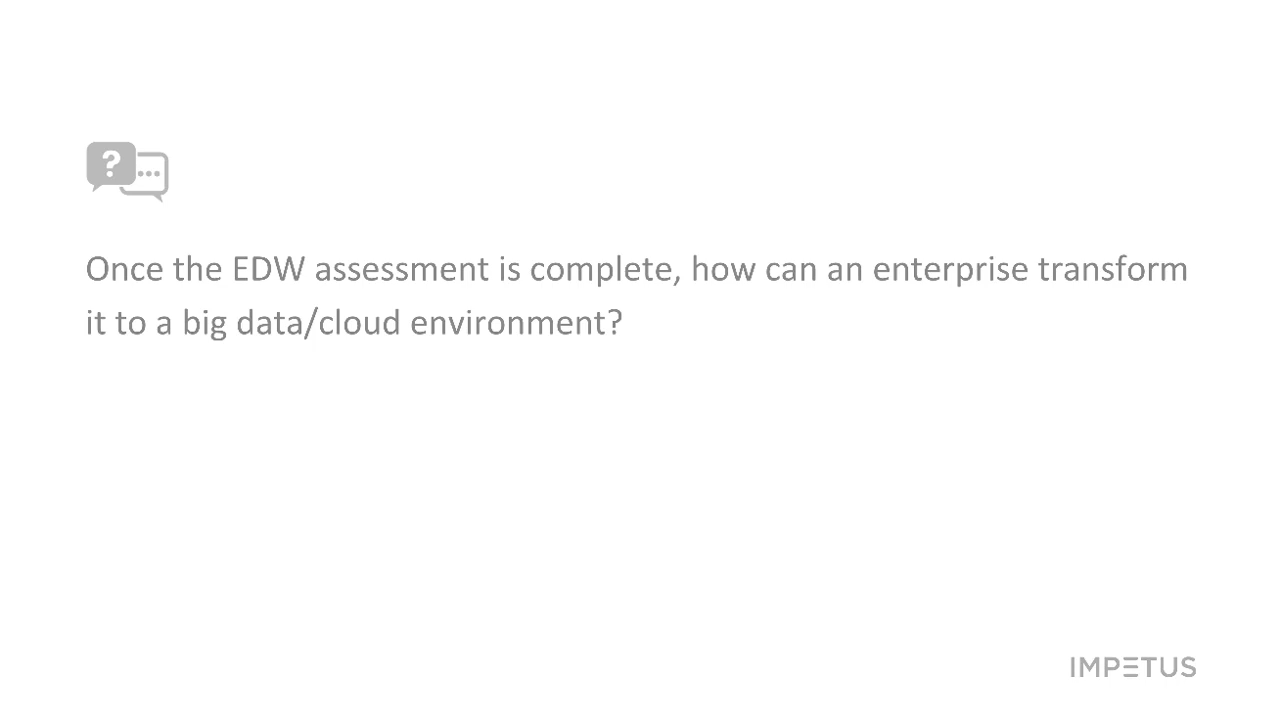 ?
Once the EDW assessment is complete, how can an enterprise transform
it to a big data/cloud environment?
IMPETUS